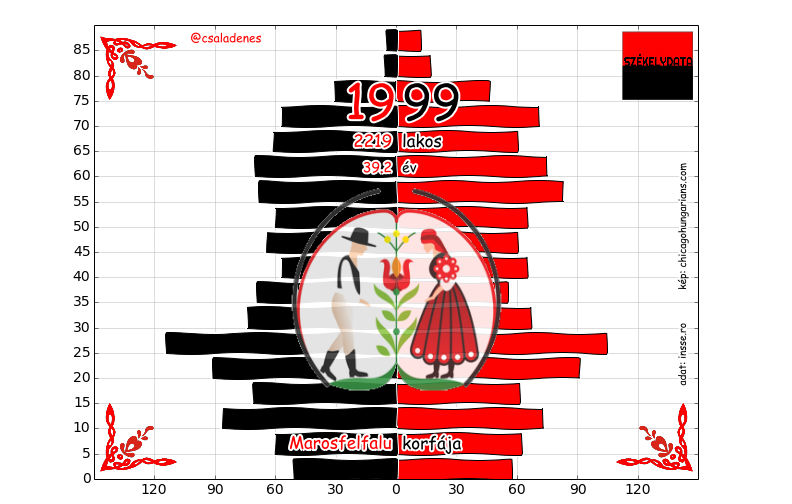 @csaladenes
SZÉKELYDATA
1999
2219 lakos
39.2 év
Marosfelfalu korfája
kép: chicagohungarians.com
adat: insse.ro
85
80
75
70
65
60
55
50
45
40
35
30
25
20
15
10
5
0
120 90 60 30 0 30 60 90 120